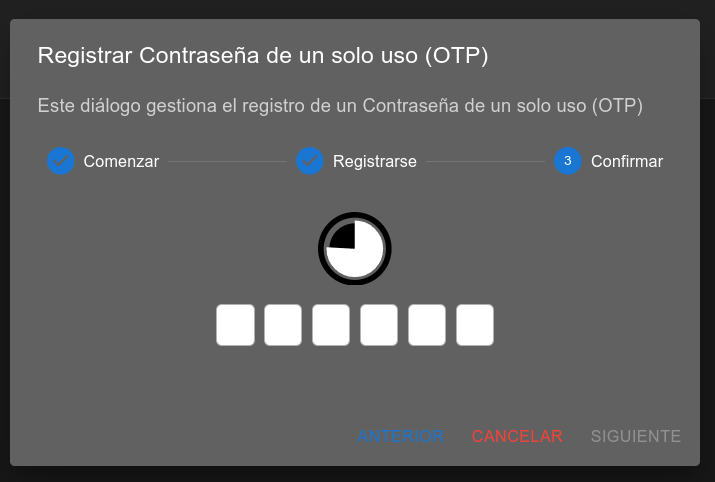 Registrar Contraseña de un solo uso (OTP)
Este diálogo gestiona el registro de un Contraseña de un solo uso (OTP)
Comenzar Registrarse 3 Confirmar
ANTERIOR CANCELAR SIGUIENTE